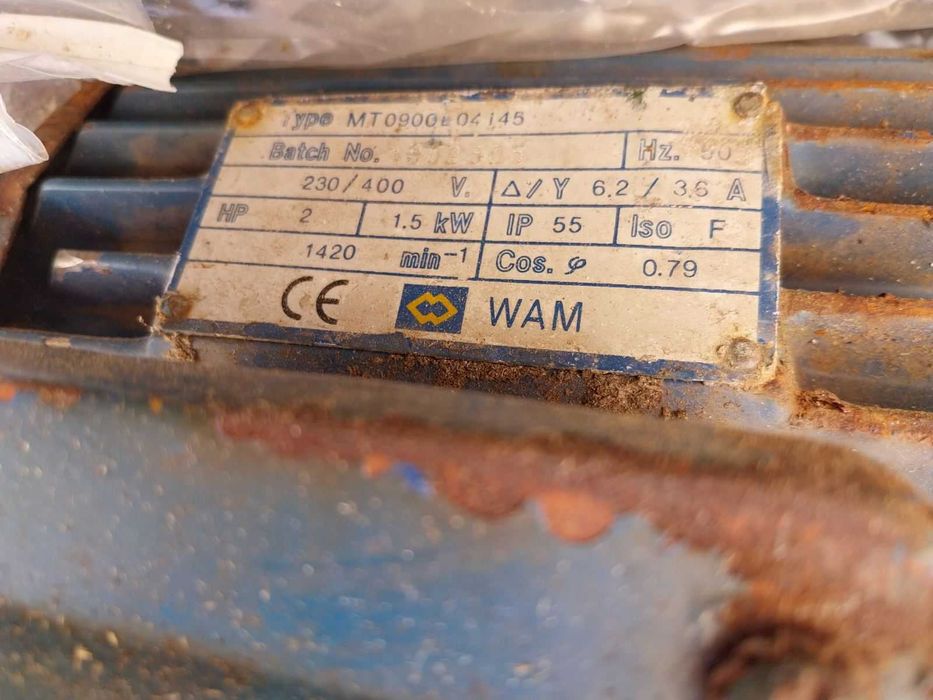 Type MT0900L04145
Batch No. Hz. 50
230/400 V. Δ/Y 6.2 / 3.6 A
HP 2 1.5 kW IP 55 Iso F
1420 min-1 Cos. φ 0.79
CE WAM